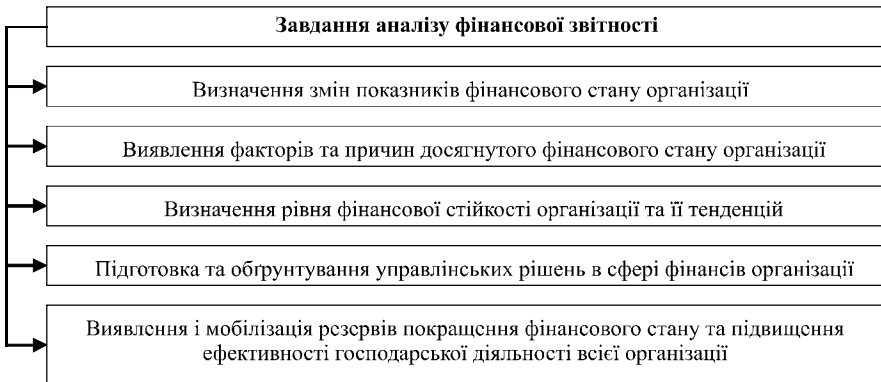 Завдання аналізу фінансової звітності
Визначення змін показників фінансового стану організації
Виявлення факторів та причин досягнутого фінансового стану організації
Визначення рівня фінансової стійкості організації та її тенденцій
Підготовка та обґрунтування управлінських рішень в сфері фінансів організації
Виявлення і мобілізація резервів покращення фінансового стану та підвищення
ефективності господарської діяльності всієї організації